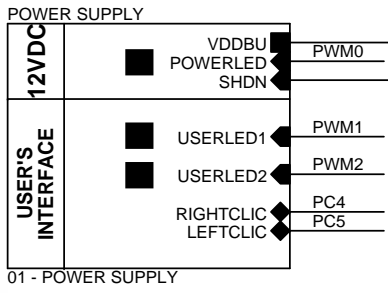 POWER SUPPLY
12VDC
VDDBU
POWERLED
PWM0
SHDN
USER'S
INTERFACE
USERLED1
PWM1
USERLED2
PWM2
RIGHTCLIC
PC4
LEFTCLIC
PC5
01 - POWER SUPPLY